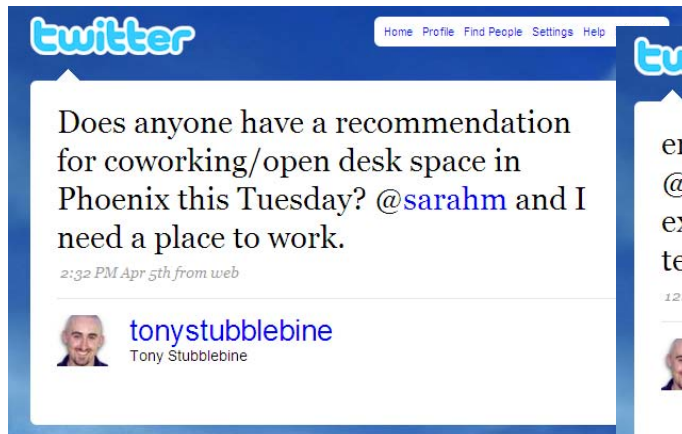 twitter
Home Profile Find People Settings Help
Does anyone have a recommendation
for coworking/open desk space in
Phoenix this Tuesday? @sarahm and I
need a place to work.
2:32 PM Apr 5th from web
tonystubblebine
Tony Stubblebine